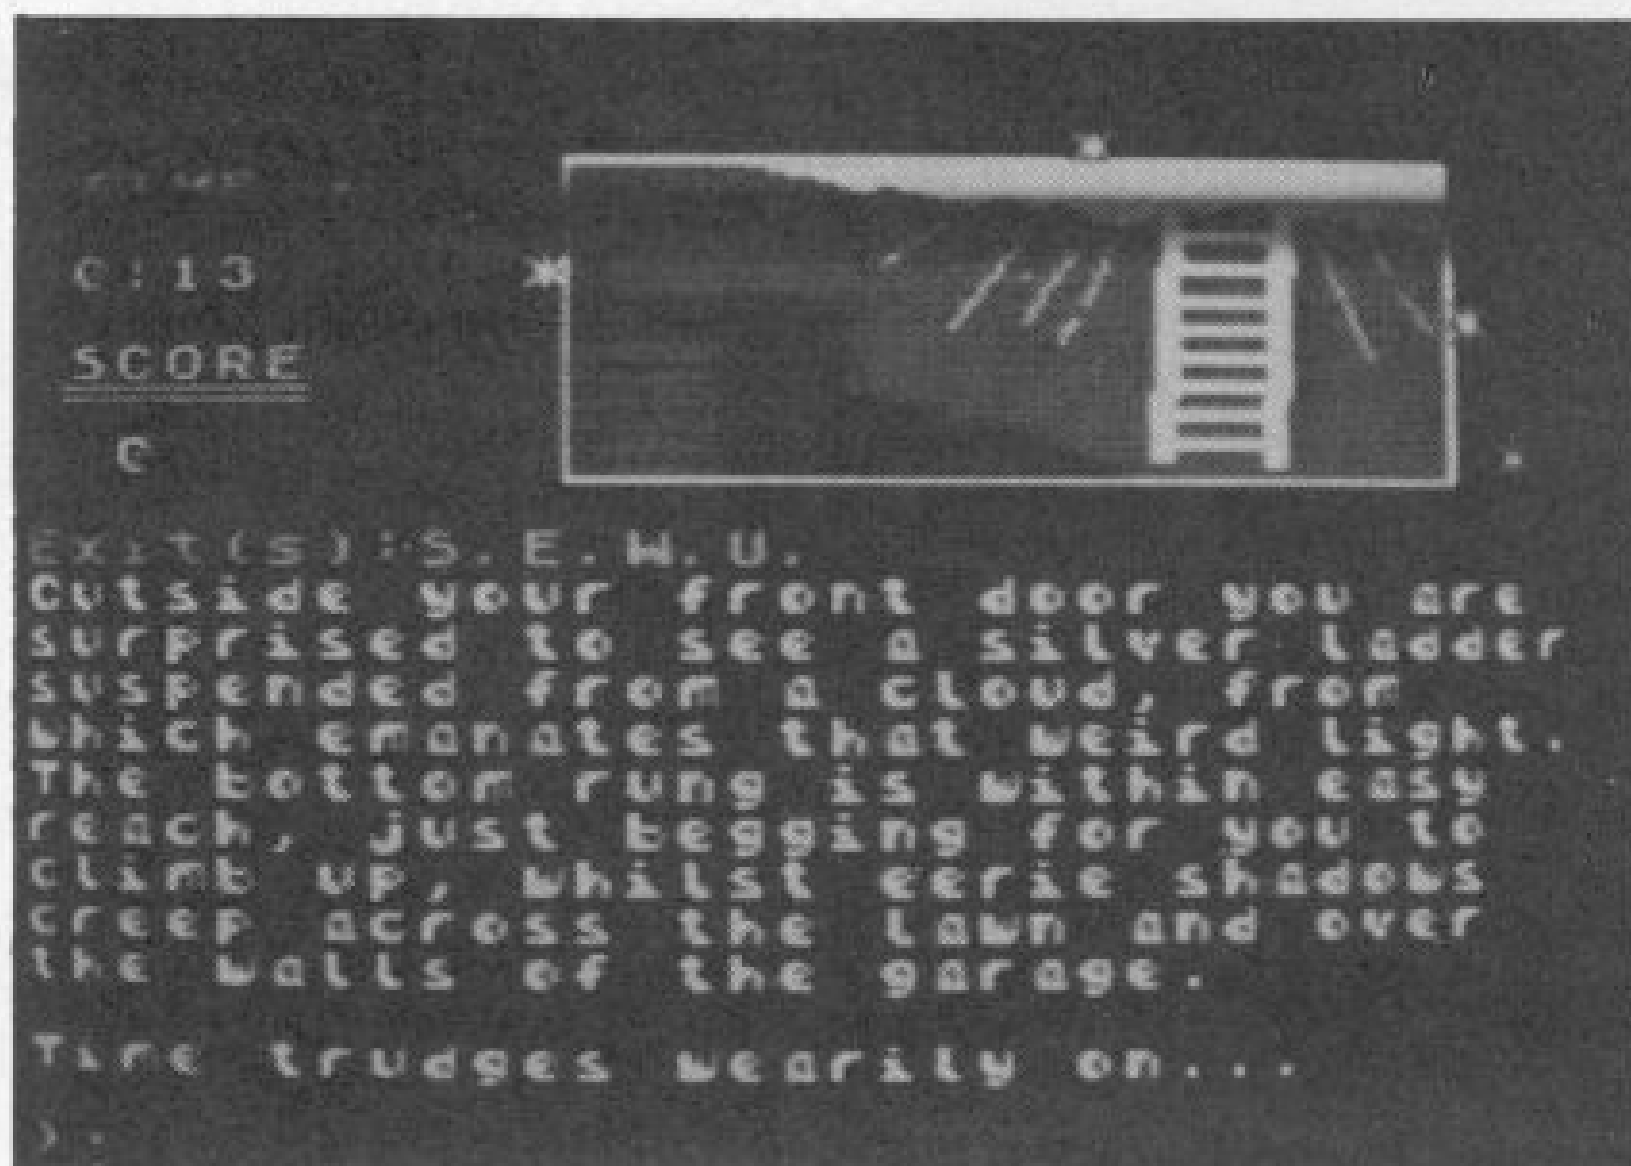 0:13
SCORE
0
Exit(s):S.E.W.U.
Outside your front door you are
surprised to see a silver ladder
suspended from a cloud, from
which emanates that weird light.
The bottom rung is within easy
reach, just begging for you to
climb up, whilst eerie shadows
creep across the lawn and over
the walls of the garage.
Time trudges wearily on...
>.